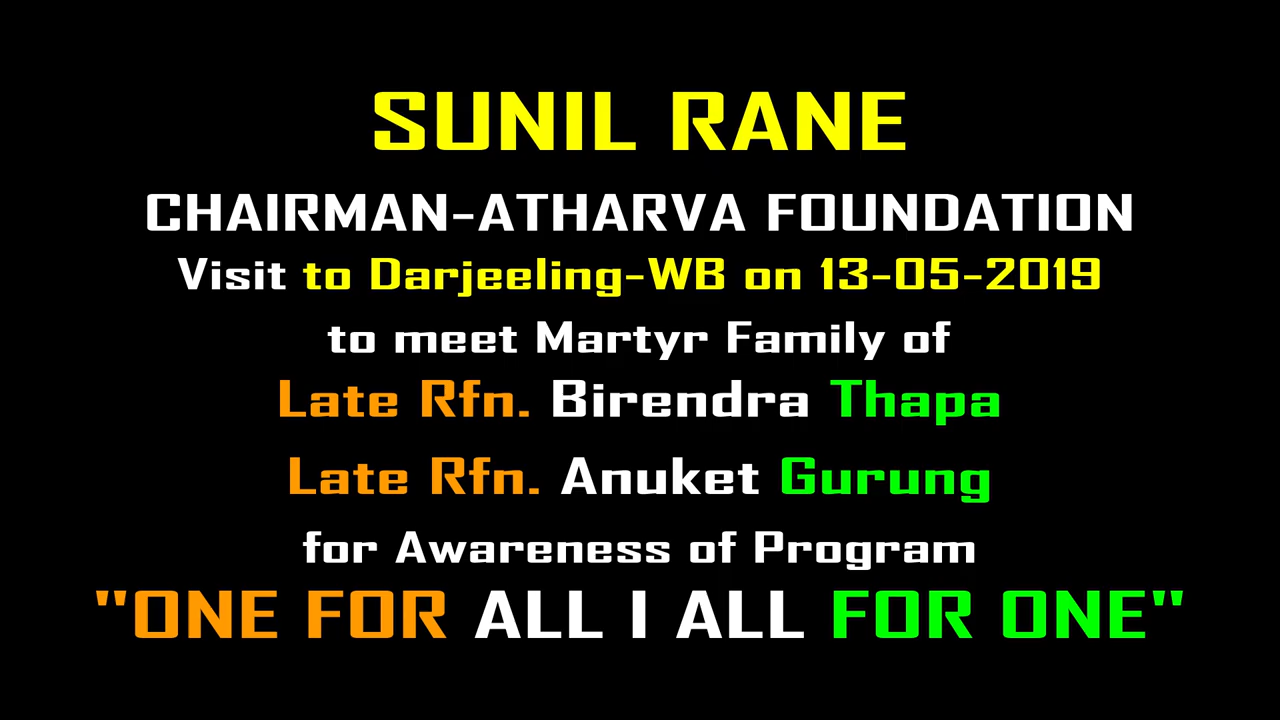 SUNIL RANE
CHAIRMAN-ATHARVA FOUNDATION
Visit to Darjeeling-WB on 13-05-2019
to meet Martyr Family of
Late Rfn. Birendra Thapa
Late Rfn. Anuket Gurung
for Awareness of Program
"ONE FOR ALL I ALL FOR ONE"